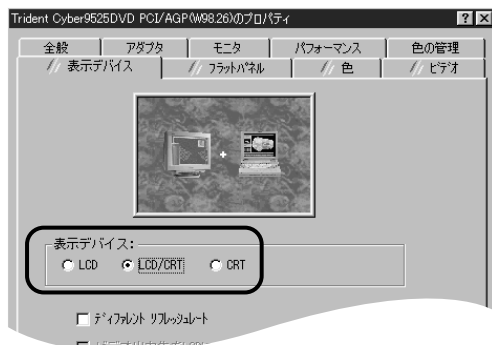 Trident Cyber9525DVD PCI/AGP(W98.26)のプロパティ
全般 アダプタ モニタ パフォーマンス 色の管理
表示デバイス フラットパネル 色 ビデオ
表示デバイス:
LCD LCD/CRT CRT
ディファレント リフレッシュレート